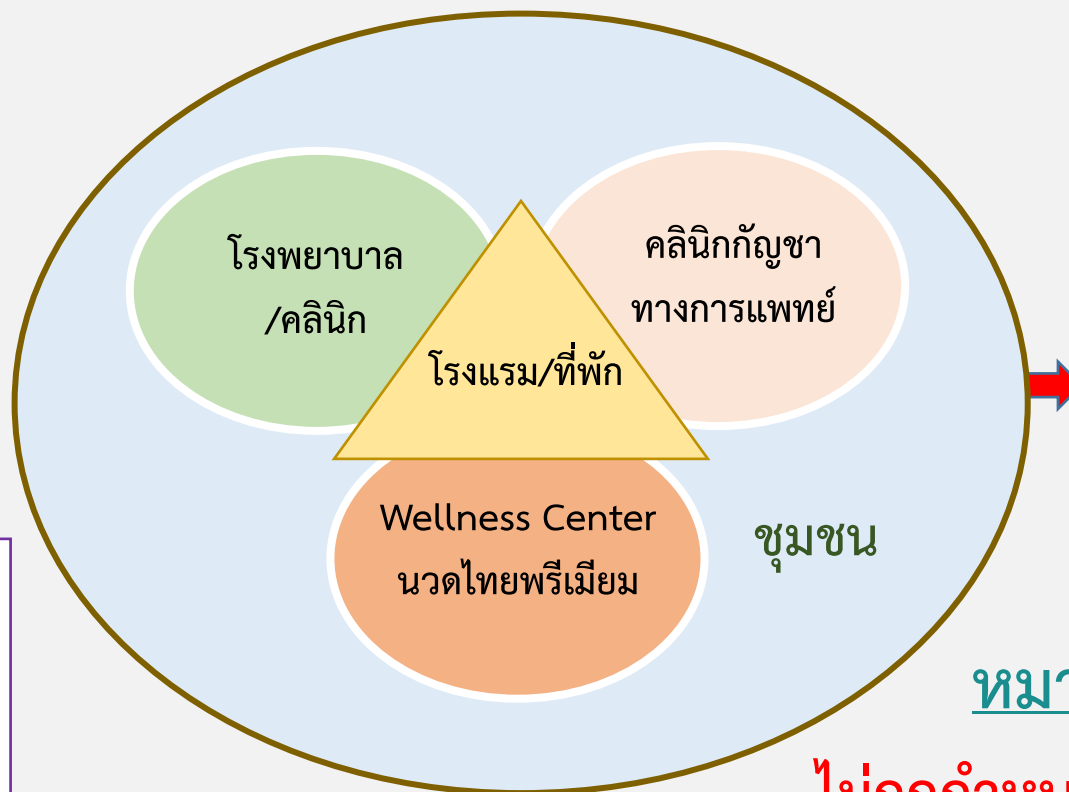 โรงพยาบาล
/คลินิก
คลินิกกัญชา
ทางการแพทย์
โรงแรม/ที่พัก
Wellness Center
นวดไทยพรีเมียม
ชุมชน